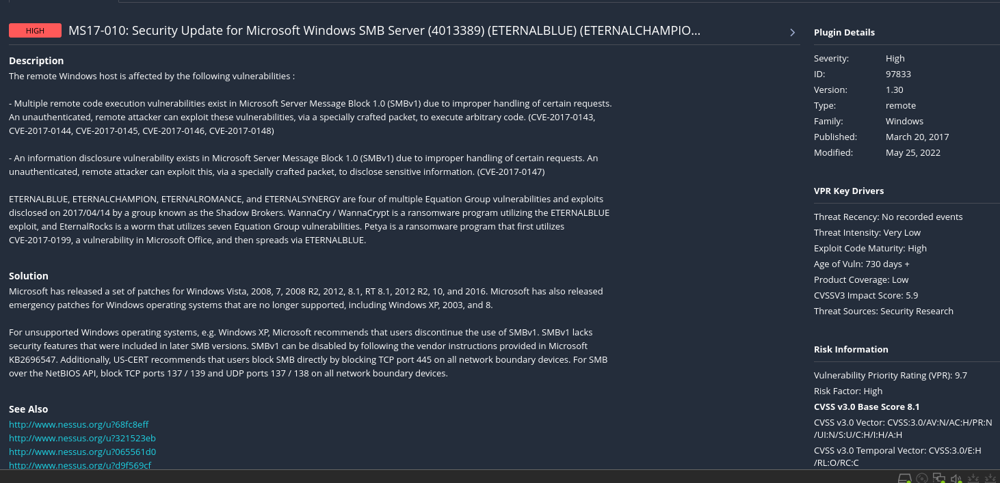 HIGH
MS17-010: Security Update for Microsoft Windows SMB Server (4013389) (ETERNALBLUE) (ETERNALCHAMPIO...
Description
The remote Windows host is affected by the following vulnerabilities :
- Multiple remote code execution vulnerabilities exist in Microsoft Server Message Block 1.0 (SMBv1) due to improper handling of certain requests.
An unauthenticated, remote attacker can exploit these vulnerabilities, via a specially crafted packet, to execute arbitrary code. (CVE-2017-0143,
CVE-2017-0144, CVE-2017-0145, CVE-2017-0146, CVE-2017-0148)
- An information disclosure vulnerability exists in Microsoft Server Message Block 1.0 (SMBv1) due to improper handling of certain requests. An
unauthenticated, remote attacker can exploit this, via a specially crafted packet, to disclose sensitive information. (CVE-2017-0147)
ETERNALBLUE, ETERNALCHAMPION, ETERNALROMANCE, and ETERNALSYNERGY are four of multiple Equation Group vulnerabilities and exploits
disclosed on 2017/04/14 by a group known as the Shadow Brokers. WannaCry / WannaCrypt is a ransomware program utilizing the ETERNALBLUE
exploit, and EternalRocks is a worm that utilizes seven Equation Group vulnerabilities. Petya is a ransomware program that first utilizes
CVE-2017-0199, a vulnerability in Microsoft Office, and then spreads via ETERNALBLUE.
Solution
Microsoft has released a set of patches for Windows Vista, 2008, 7, 2008 R2, 2012, 8.1, RT 8.1, 2012 R2, 10, and 2016. Microsoft has also released
emergency patches for Windows operating systems that are no longer supported, including Windows XP, 2003, and 8.
For unsupported Windows operating systems, e.g. Windows XP, Microsoft recommends that users discontinue the use of SMBv1. SMBv1 lacks
security features that were included in later SMB versions. SMBv1 can be disabled by following the vendor instructions provided in Microsoft
KB2696547. Additionally, US-CERT recommends that users block SMB directly by blocking TCP port 445 on all network boundary devices. For SMB
over the NetBIOS API, block TCP ports 137 / 139 and UDP ports 137 / 138 on all network boundary devices.
See Also
http://www.nessus.org/u?68fc8eff
http://www.nessus.org/u?321523eb
http://www.nessus.org/u?065561d0
http://www.nessus.org/u?d9f569cf
Plugin Details
Severity: High
ID: 97833
Version: 1.30
Type: remote
Family: Windows
Published: March 20, 2017
Modified: May 25, 2022
VPR Key Drivers
Threat Recency: No recorded events
Threat Intensity: Very Low
Exploit Code Maturity: High
Age of Vuln: 730 days +
Product Coverage: Low
CVSSV3 Impact Score: 5.9
Threat Sources: Security Research
Risk Information
Vulnerability Priority Rating (VPR): 9.7
Risk Factor: High
CVSS v3.0 Base Score 8.1
CVSS v3.0 Vector: CVSS:3.0/AV:N/AC:H/PR:N
/UI:N/S:U/C:H/I:H/A:H
CVSS v3.0 Temporal Vector: CVSS:3.0/E:H
/RL:O/RC:C